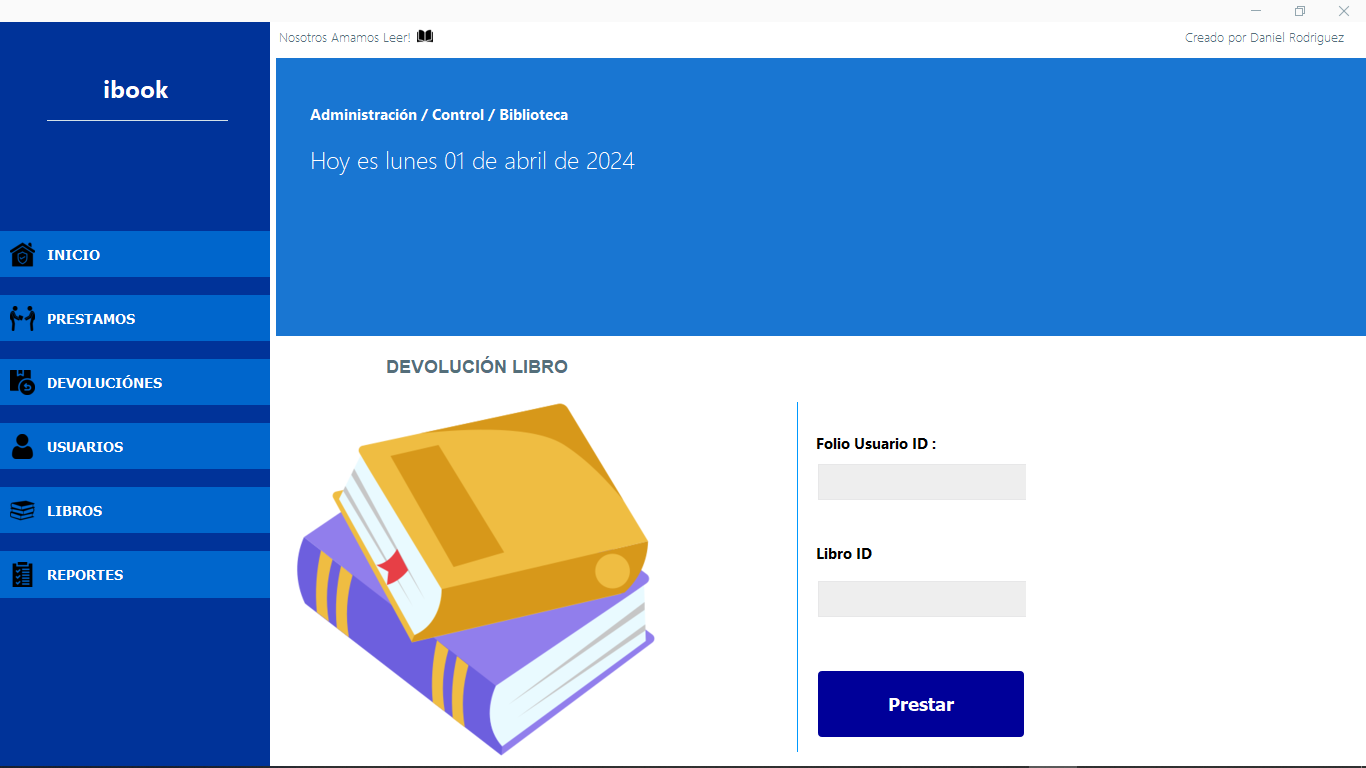 Nosotros Amamos Leer!
Creado por Daniel Rodriguez
ibook
Administración / Control / Biblioteca
Hoy es lunes 01 de abril de 2024
INICIO
PRESTAMOS
DEVOLUCIÓNES
USUARIOS
LIBROS
REPORTES
DEVOLUCIÓN LIBRO
Folio Usuario ID :
Libro ID
Prestar